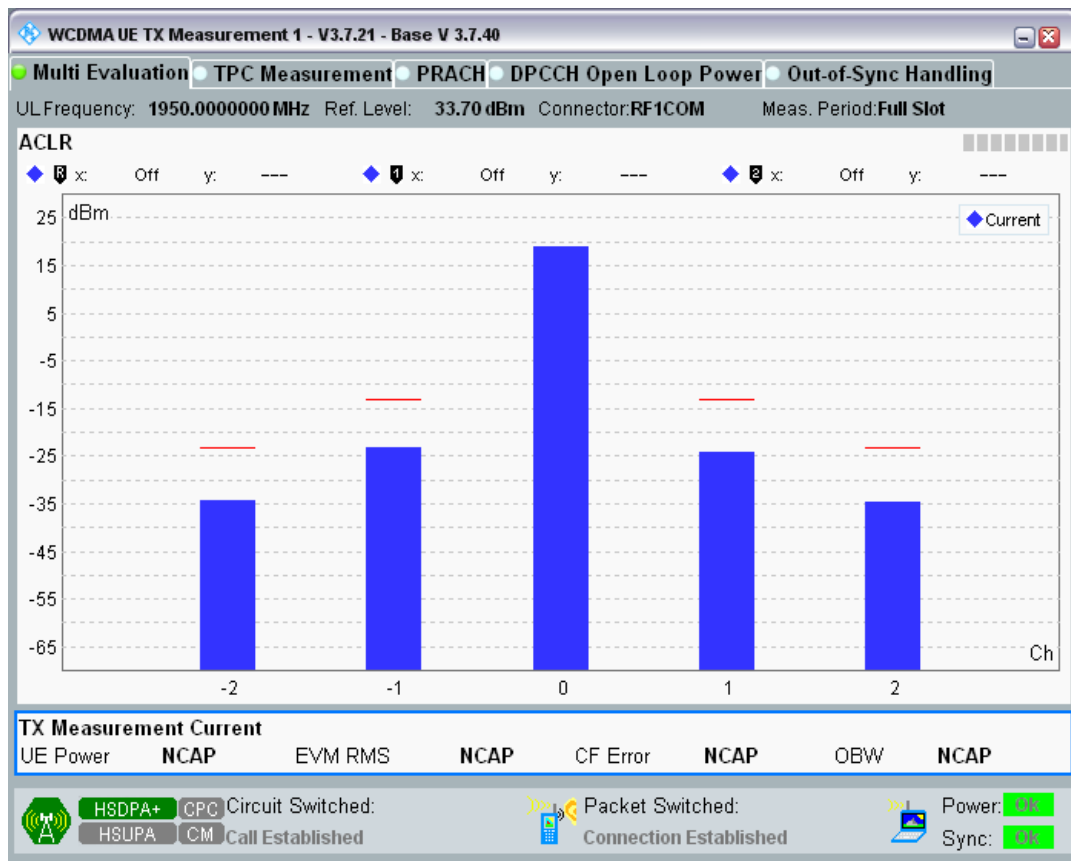 WCDMA UE TX Measurement 1 - V3.7.21 - Base V 3.7.40
Multi Evaluation TPC Measurement PRACH DPCCH Open Loop Power Out-of-Sync Handling
UL Frequency: 1950.0000000 MHz Ref. Level: 33.70 dBm Connector:RF1COM Meas. Period:Full Slot
ACLR
R x: Off y: --- 1 x: Off y: --- 2 x: Off y: ---
dBm
Current
25
15
5
-5
-15
-25
-35
-45
-55
-65
Ch
-2 -1 0 1 2
TX Measurement Current
UE Power NCAP EVM RMS NCAP CF Error NCAP OBW NCAP
HSDPA+ CPC Circuit Switched: Packet Switched: Power: OK
HSUPA CM Call Established Connection Established Sync: OK